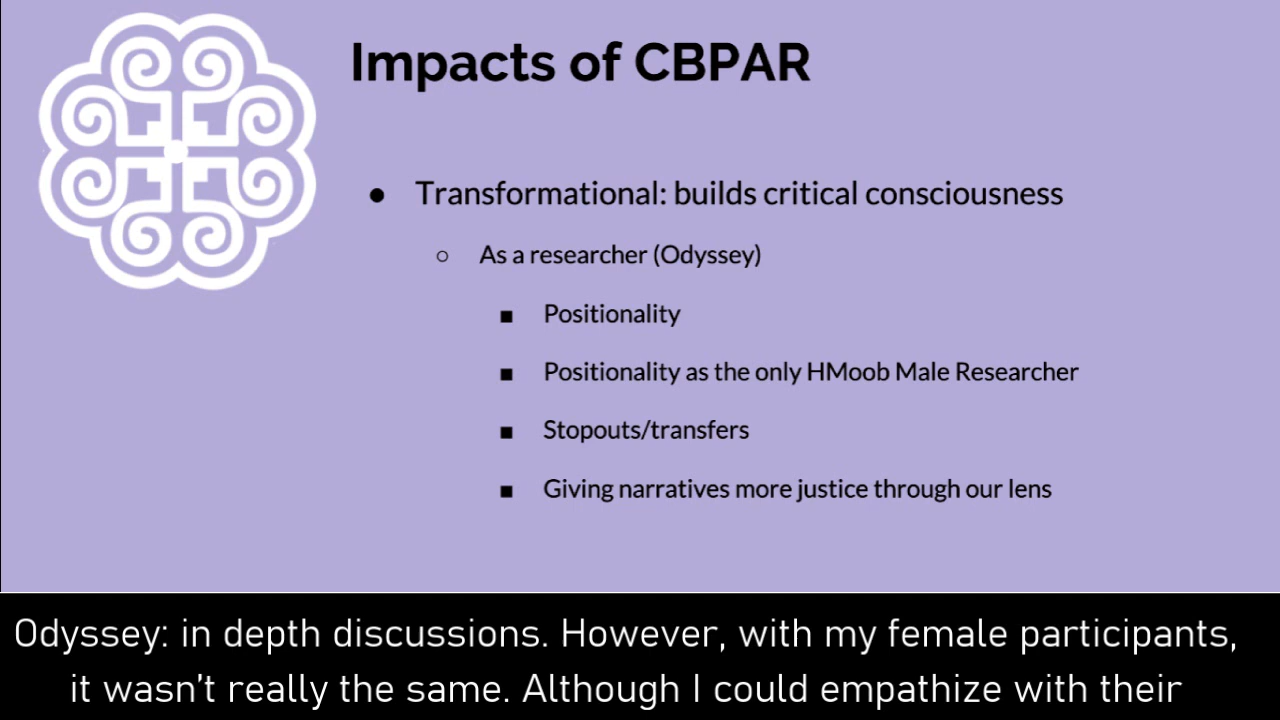 Impacts of CBPAR
● Transformational: builds critical consciousness
○ As a researcher (Odyssey)
■ Positionality
■ Positionality as the only HMoob Male Researcher
■ Stopouts/transfers
■ Giving narratives more justice through our lens
Odyssey: in depth discussions. However, with my female participants,
it wasn't really the same. Although I could empathize with their